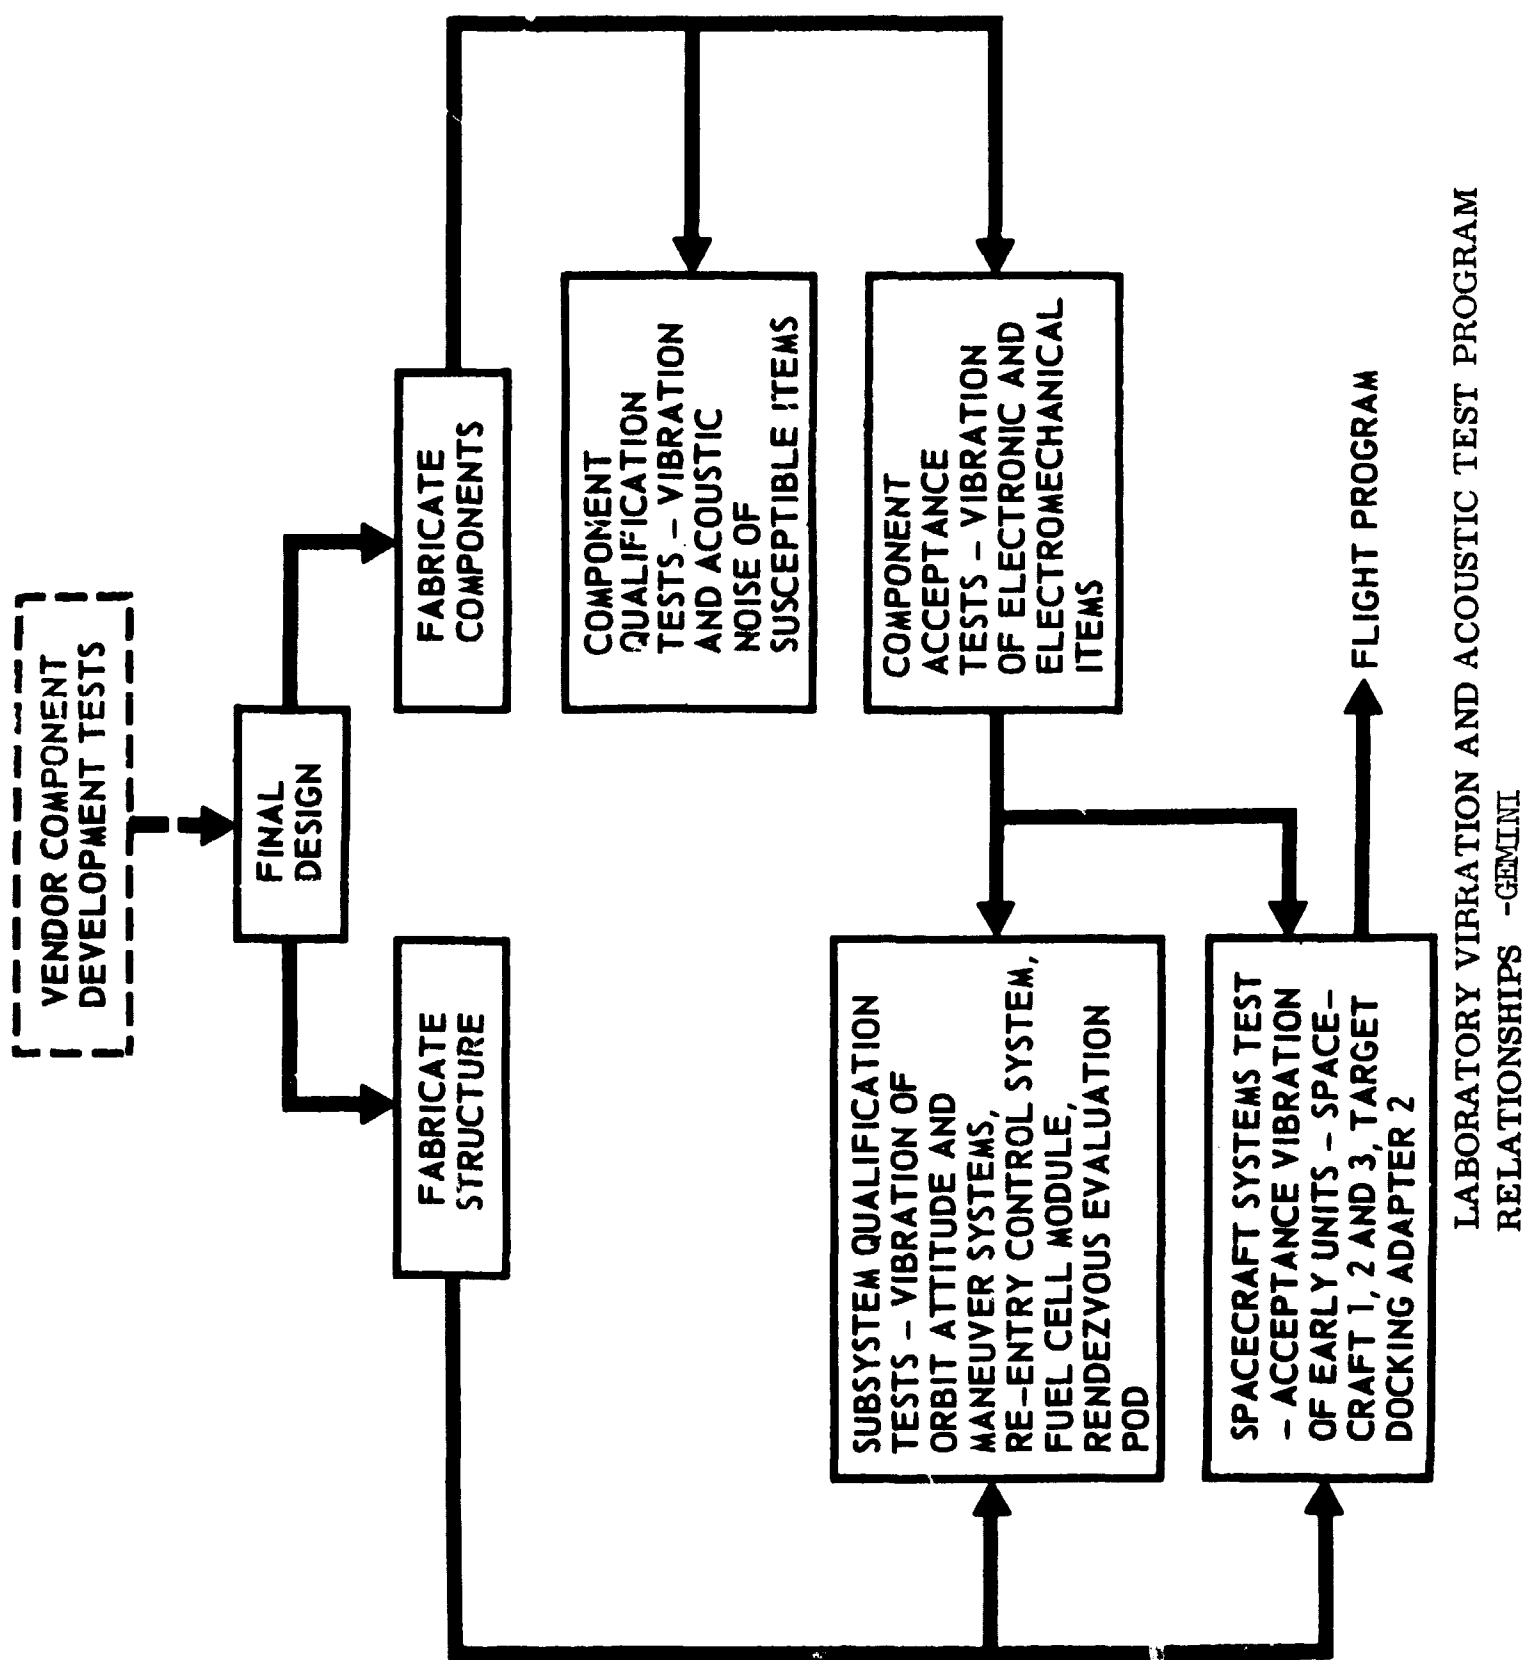 VENDOR COMPONENT
DEVELOPMENT TESTS
FINAL
DESIGN
FABRICATE
STRUCTURE
FABRICATE
COMPONENTS
COMPONENT
QUALIFICATION
TESTS – VIBRATION
AND ACOUSTIC
NOISE OF
SUSCEPTIBLE ITEMS
COMPONENT
ACCEPTANCE
TESTS – VIBRATION
OF ELECTRONIC AND
ELECTROMECHANICAL
ITEMS
SUBSYSTEM QUALIFICATION
TESTS – VIBRATION OF
ORBIT ATTITUDE AND
MANEUVER SYSTEMS,
RE–ENTRY CONTROL SYSTEM,
FUEL CELL MODULE,
RENDEZVOUS EVALUATION
POD
SPACECRAFT SYSTEMS TEST
– ACCEPTANCE VIBRATION
OF EARLY UNITS – SPACE–
CRAFT 1, 2 AND 3, TARGET
DOCKING ADAPTER 2
FLIGHT PROGRAM
LABORATORY VIBRATION AND ACOUSTIC TEST PROGRAM
RELATIONSHIPS -GEMINI